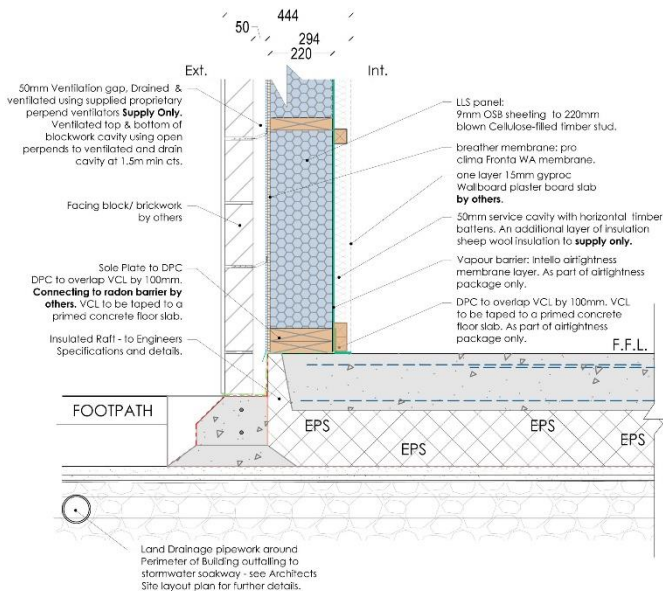 444
50
294
220
Ext.
Int.
50mm Ventilation gap, Drained &
ventilated using supplied proprietary
perpend ventilators Supply Only.
Ventilated top & bottom of
blockwork cavity using open
perpends to ventilated and drain
cavity at 1.5m min cts.
Facing block/ brickwork
by others
Sole Plate to DPC
DPC to overlap VCL by 100mm.
Connecting to radon barrier by
others. VCL to be taped to a
primed concrete floor slab.
Insulated Raft - to Engineers
Specifications and details.
LLS panel:
9mm OSB sheeting to 220mm
blown Cellulose-filled timber stud.
breather membrane: pro
clima Fronta WA membrane.
one layer 15mm gyproc
Wallboard plaster board slab
by others.
50mm service cavity with horizontal timber
battens. An additional layer of insulation
sheep wool insulation to supply only.
Vapour barrier: Intello airtightness
membrane layer. As part of airtightness
package only.
DPC to overlap VCL by 100mm. VCL
to be taped to a primed concrete
floor slab. As part of airtightness
package only.
F.F.L.
FOOTPATH
EPS
EPS
EPS
EPS
Land Drainage pipework around
Perimeter of Building outfalling to
stormwater soakway - see Architects
Site layout plan for further details.